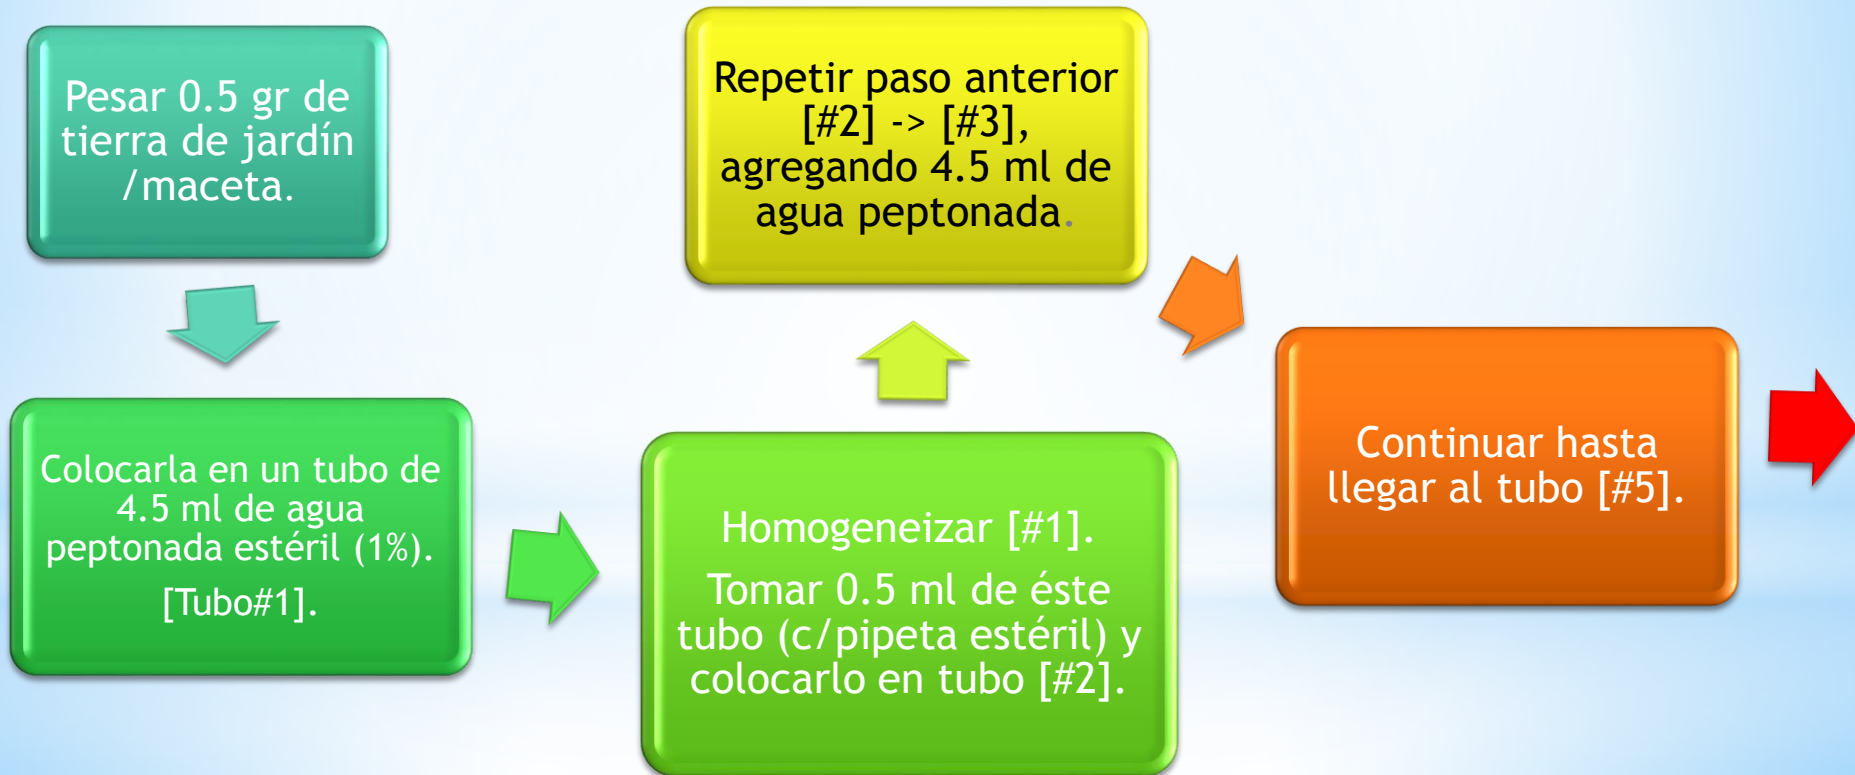 Pesar 0.5 gr de
tierra de jardín
/maceta.
Colocarla en un tubo de
4.5 ml de agua
peptonada estéril (1%).
[Tubo#1].
Homogeneizar [#1].
Tomar 0.5 ml de éste
tubo (c/pipeta estéril) y
colocarlo en tubo [#2].
Repetir paso anterior
[#2] -> [#3],
agregando 4.5 ml de
agua peptonada.
Continuar hasta
llegar al tubo [#5].